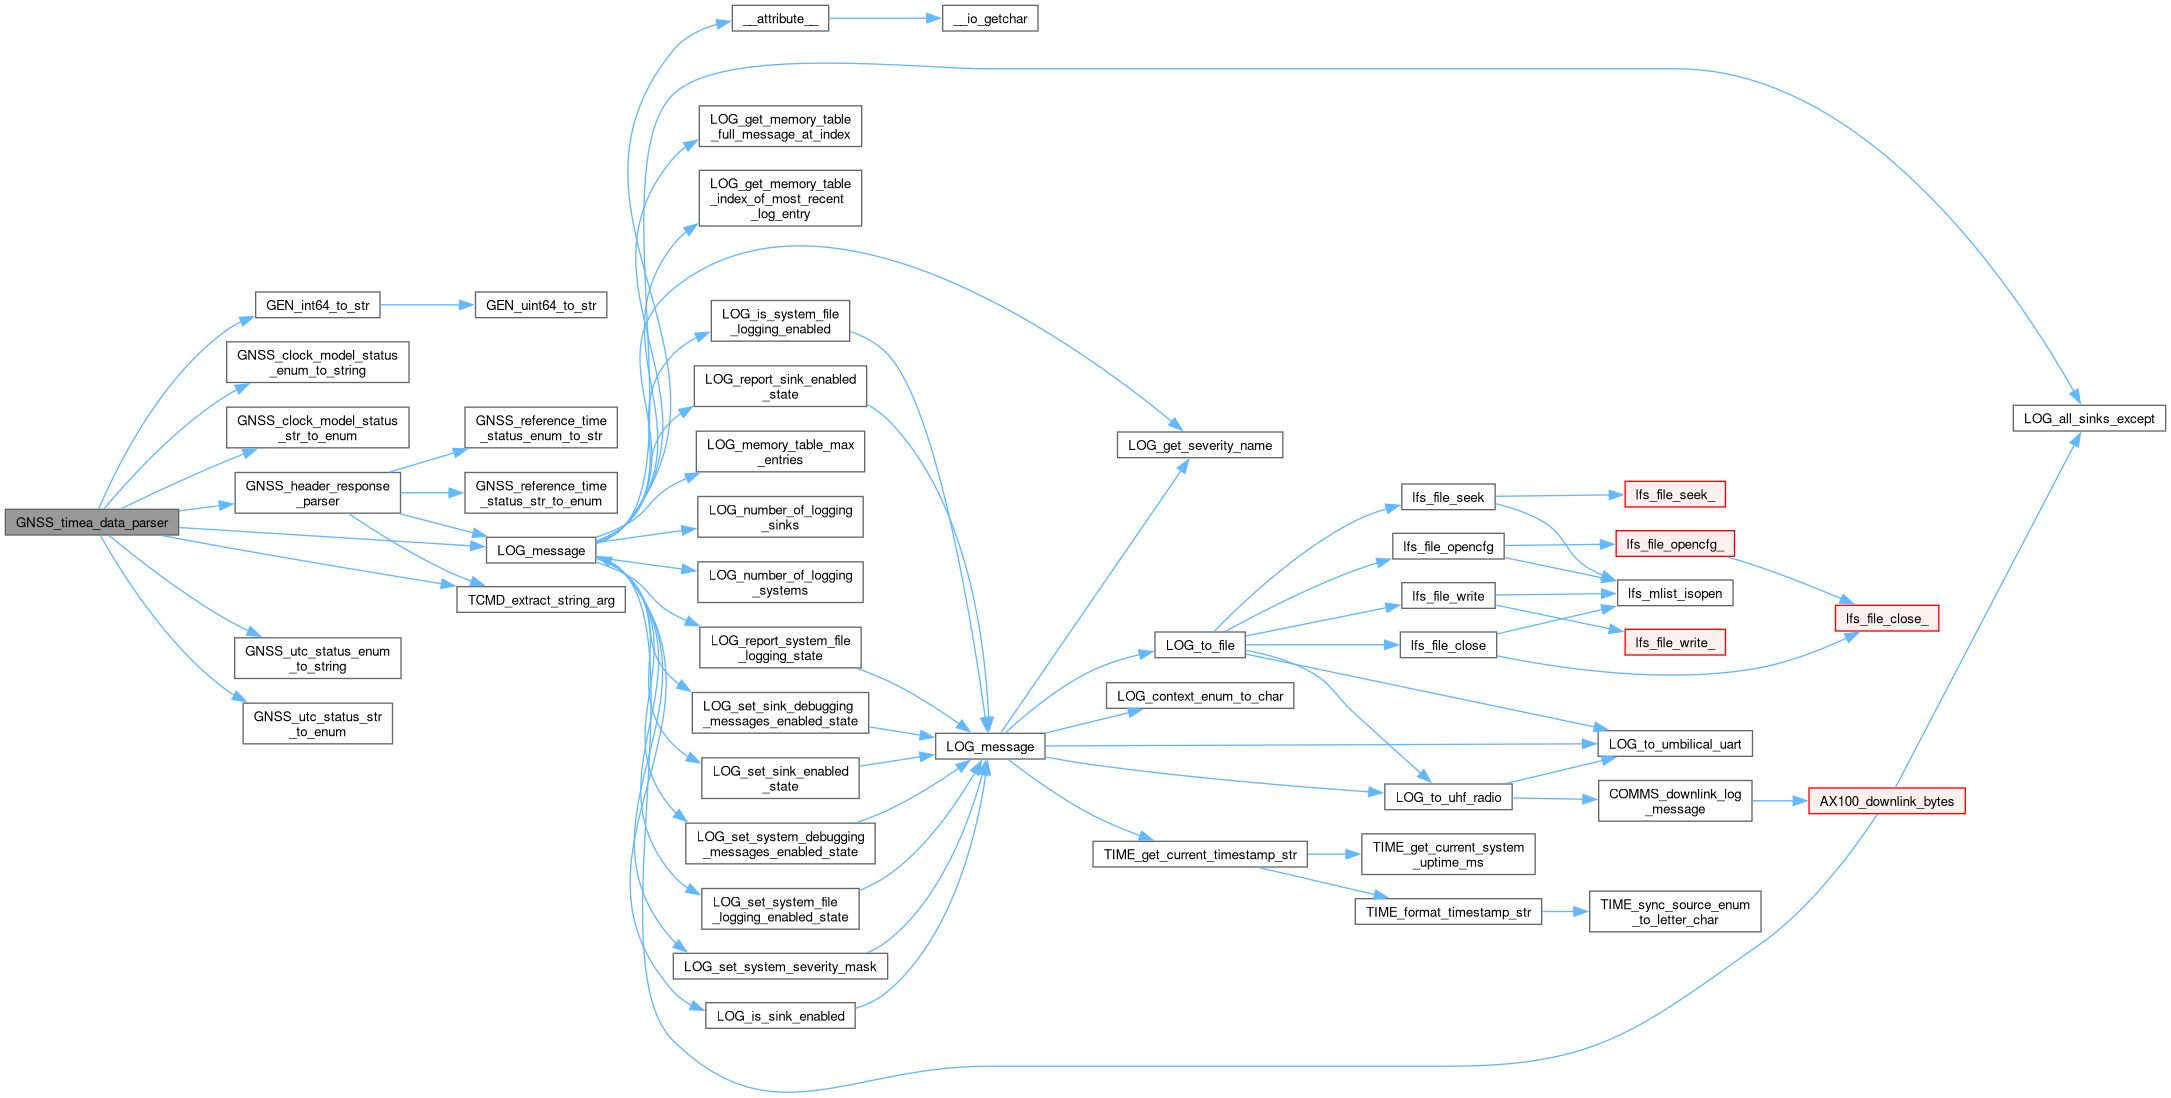 GNSS_timea_data_parser
GEN_int64_to_str
GEN_uint64_to_str
GNSS_clock_model_status
_enum_to_string
GNSS_clock_model_status
_str_to_enum
GNSS_header_response
_parser
GNSS_reference_time
_status_enum_to_str
GNSS_reference_time
_status_str_to_enum
LOG_message
TCMD_extract_string_arg
GNSS_utc_status_enum
_to_string
GNSS_utc_status_str
_to_enum
__attribute__
__io_getchar
LOG_get_memory_table
_full_message_at_index
LOG_get_memory_table
_index_of_most_recent
_log_entry
LOG_is_system_file
_logging_enabled
LOG_report_sink_enabled
_state
LOG_memory_table_max
_entries
LOG_number_of_logging
_sinks
LOG_number_of_logging
_systems
LOG_report_system_file
_logging_state
LOG_set_sink_debugging
_messages_enabled_state
LOG_set_sink_enabled
_state
LOG_set_system_debugging
_messages_enabled_state
LOG_set_system_file
_logging_enabled_state
LOG_set_system_severity_mask
LOG_is_sink_enabled
LOG_message
LOG_get_severity_name
LOG_to_file
LOG_context_enum_to_char
TIME_get_current_timestamp_str
lfs_file_seek
lfs_file_opencfg
lfs_file_write
lfs_file_close
LOG_to_uhf_radio
TIME_get_current_system
_uptime_ms
TIME_format_timestamp_str
lfs_file_seek_
lfs_file_opencfg_
lfs_mlist_isopen
lfs_file_write_
LOG_to_umbilical_uart
COMMS_downlink_log
_message
TIME_sync_source_enum
_to_letter_char
lfs_file_close_
AX100_downlink_bytes
LOG_all_sinks_except